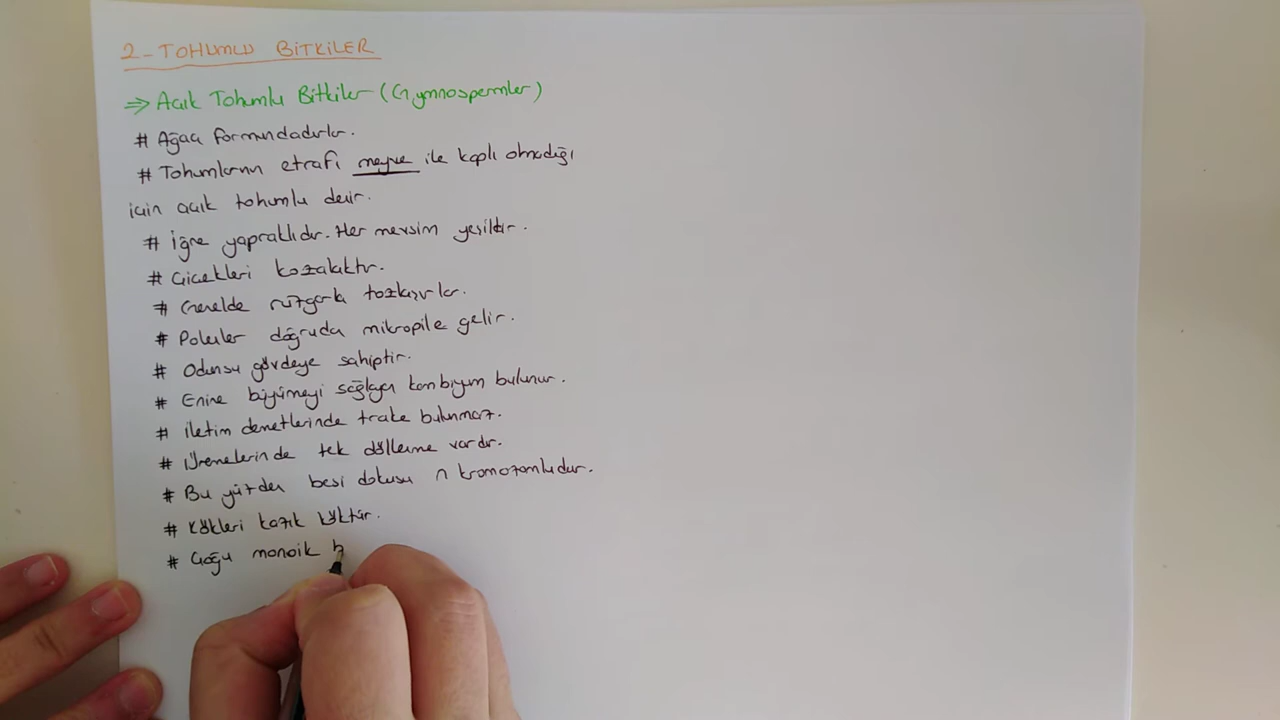 2-TOHUMLU BİTKİLER
⇒ Açık Tohumlu Bitkiler (Gymnospermler)
# Ağaç formundadırlar.
# Tohumlarının etrafı meyve ile kaplı olmadığı
için açık tohumlu denir.
# İğne yapraklıdır. Her mevsim yeşildir.
# Çiçekleri kozalaktır.
# Genelde rüzgarla tozlaşırlar.
# Polenler doğrudan mikropile gelir.
# Odunsu gövdeye sahiptir.
# Enine büyümeyi sağlayan kambiyum bulunur.
# İletim demetlerinde trake bulunmaz.
# Üremelerinde tek döllenme vardır.
# Bu yüzden besi dokusu n kromozomludur.
# Kökleri kazık köktür.
# Çoğu monoik